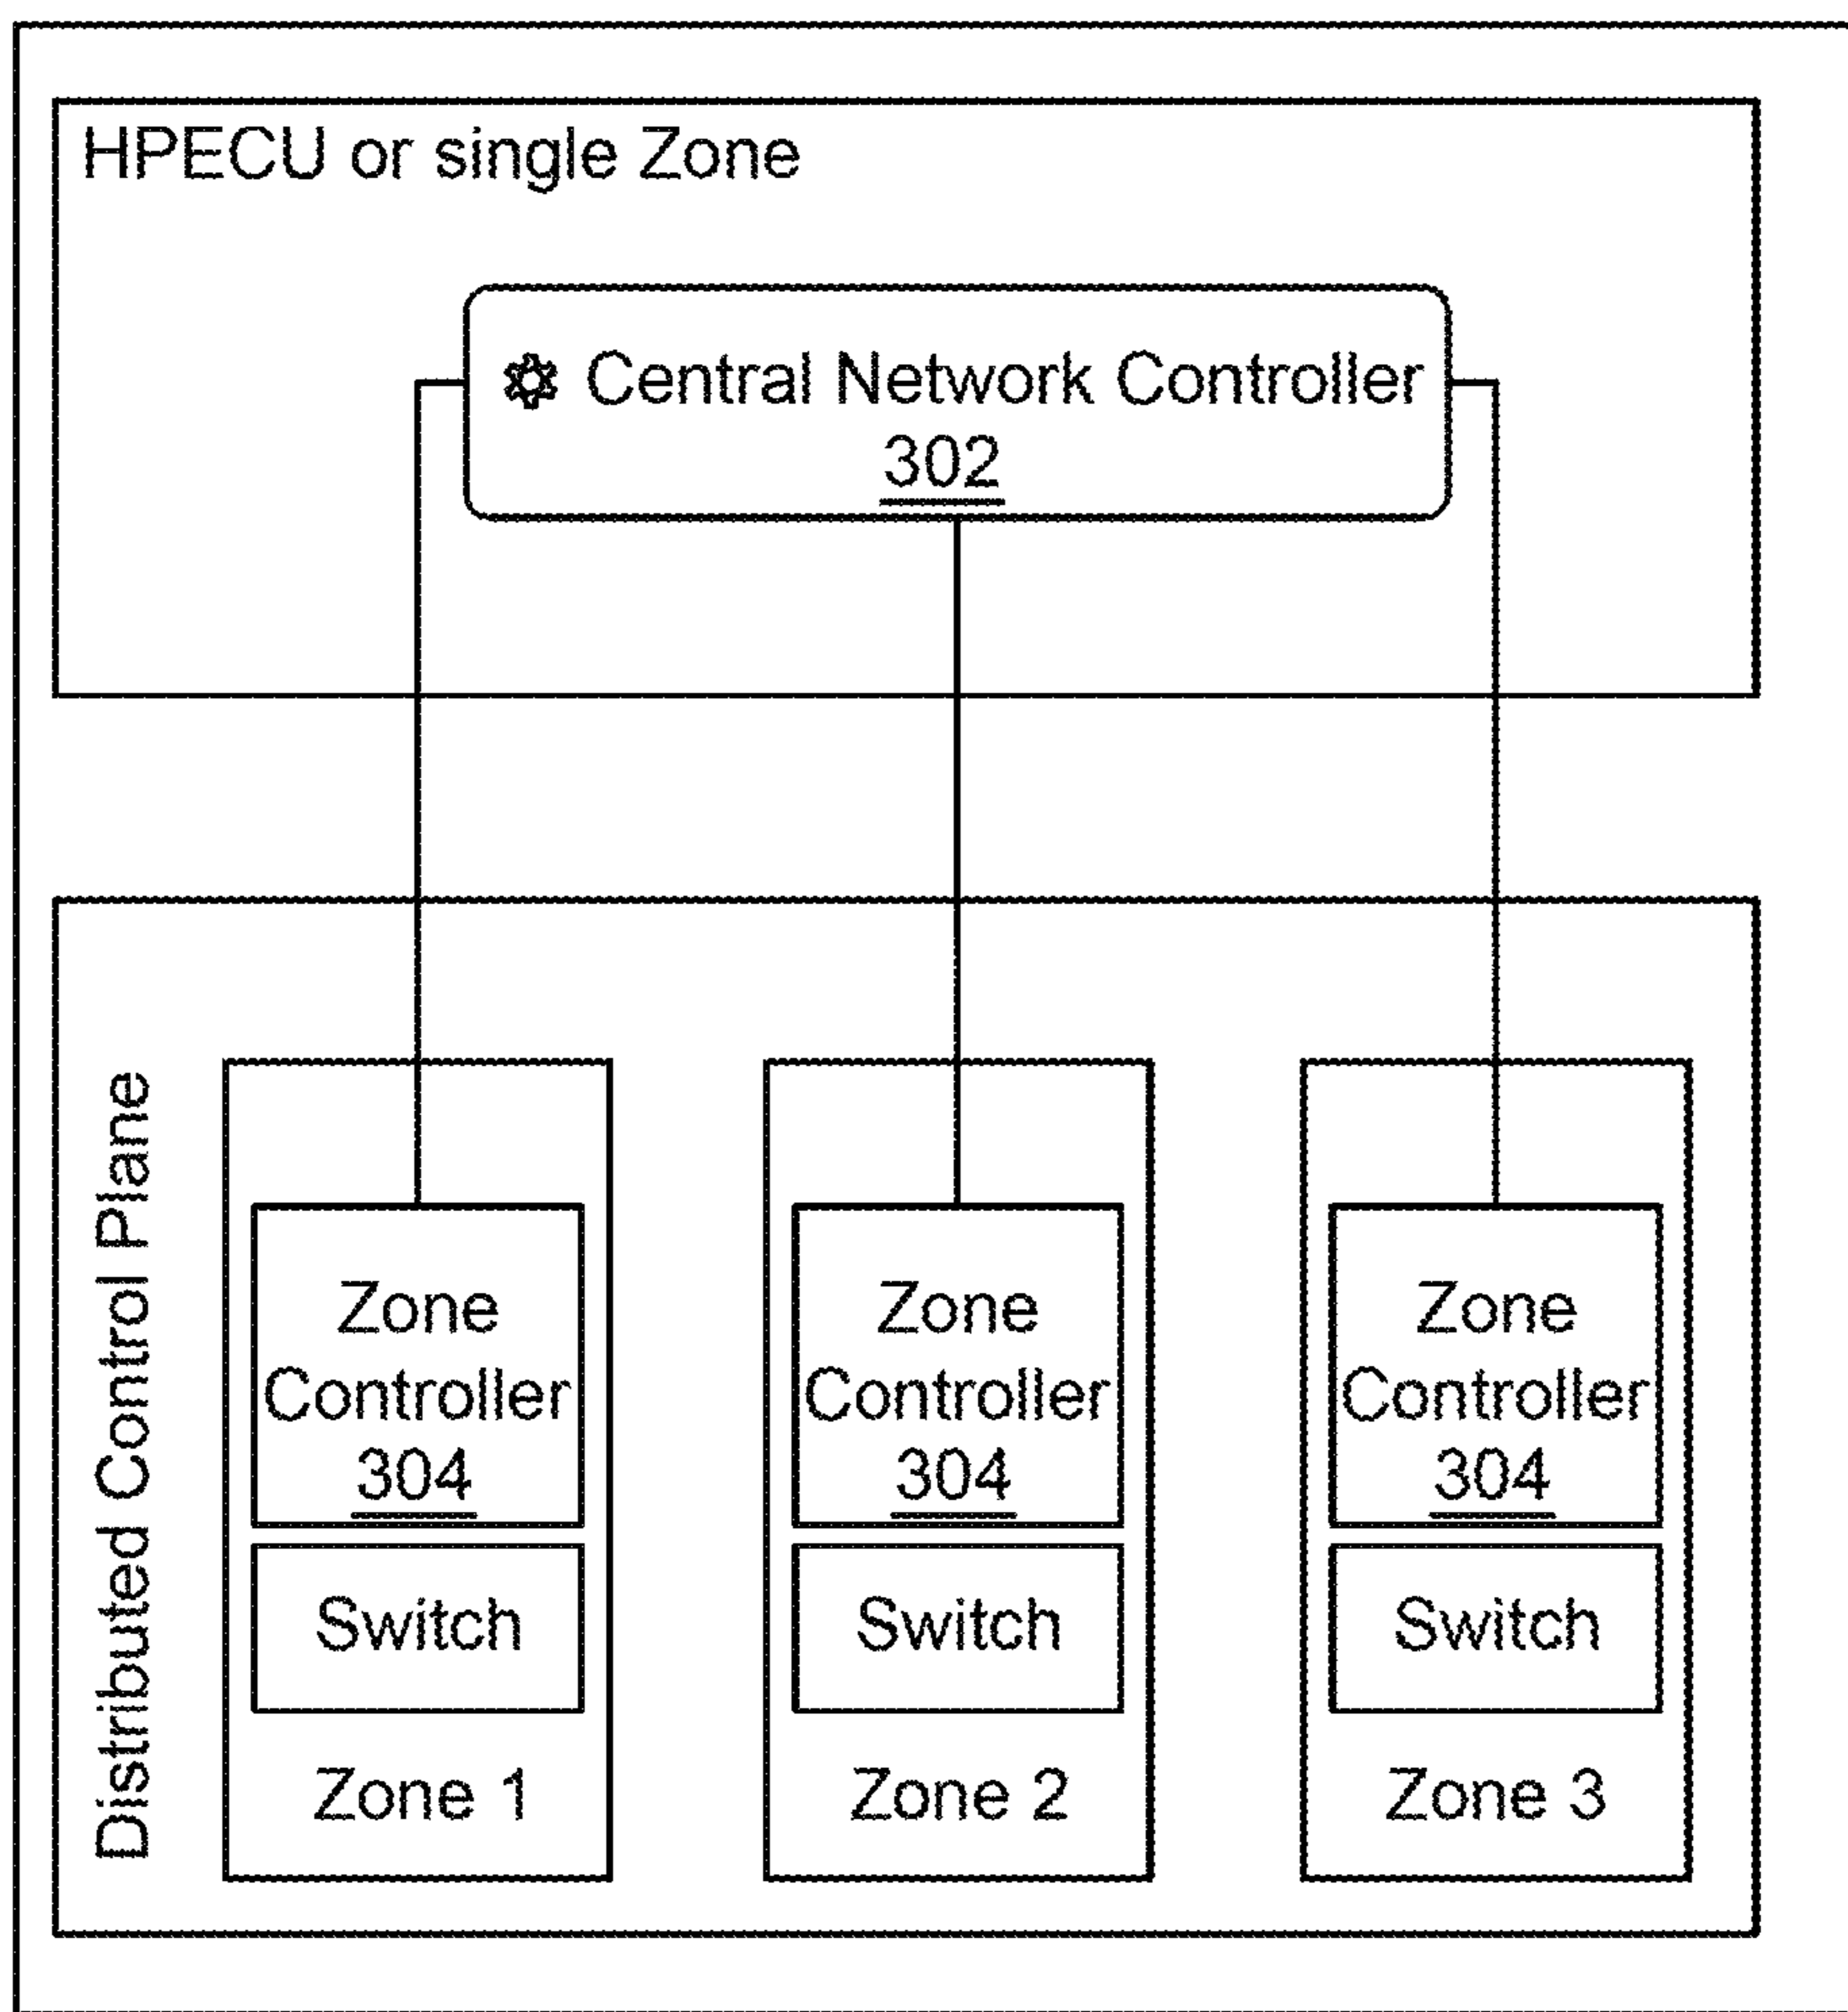 HPECU or single Zone
Central Network Controller
302
Distributed Control Plane
Zone
Controller
304
Switch
Zone 1
Zone
Controller
304
Switch
Zone 2
Zone
Controller
304
Switch
Zone 3